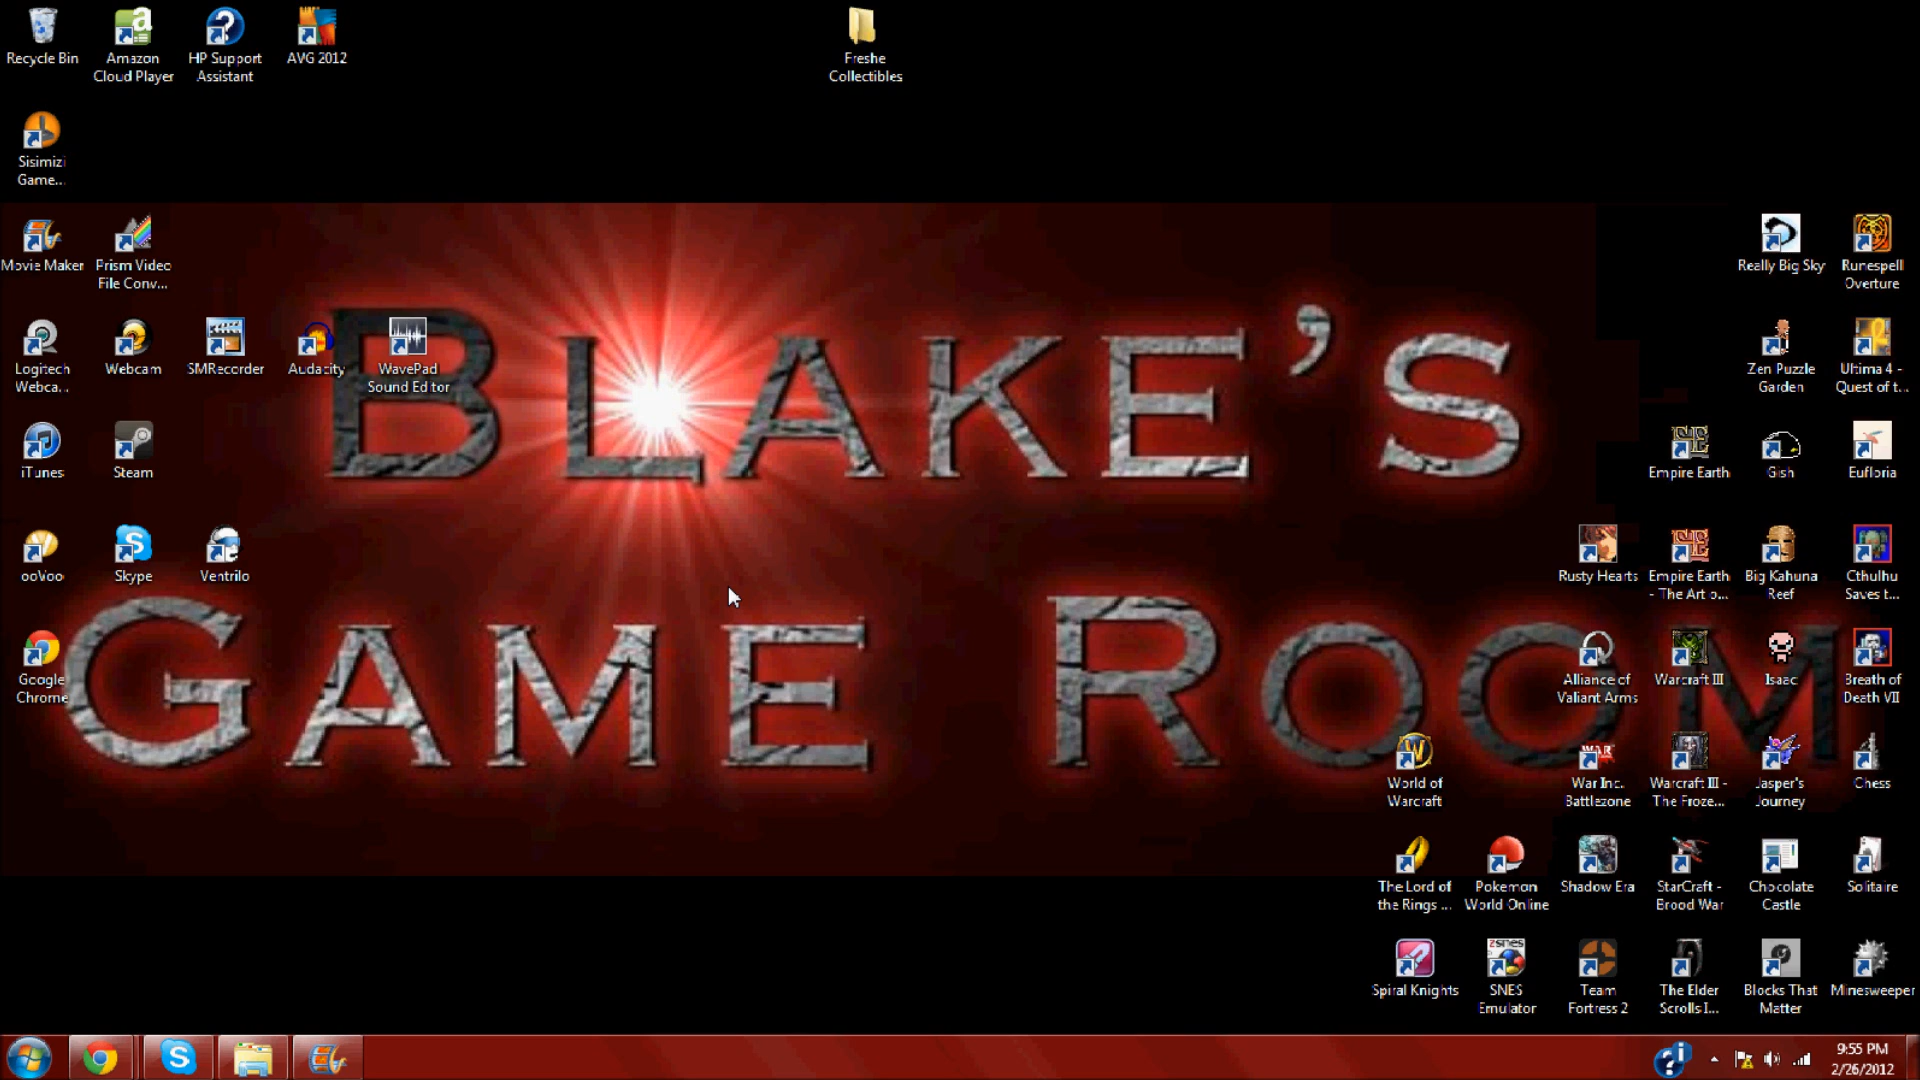 Recycle Bin
Amazon
Cloud Player
HP Support
Assistant
AVG 2012
Freshe
Collectibles
Sisimizi
Game...
Movie Maker
Prism Video
File Conv...
Really Big Sky
Runespell
Overture
Logitech
Webca...
Webcam
SMRecorder
Audacity
WavePad
Sound Editor
Zen Puzzle
Garden
Ultima 4 -
Quest of t...
BLAKE'S
iTunes
Steam
Empire Earth
Gish
Eufloria
ooVoo
Skype
Ventrilo
Rusty Hearts
Empire Earth
- The Art o...
Big Kahuna
Reef
Cthulhu
Saves t...
GAME ROOM
Google
Chrome
Alliance of
Valiant Arms
Warcraft III
Isaac
Breath of
Death VII
World of
Warcraft
War Inc.
Battlezone
Warcraft III -
The Froze...
Jasper's
Journey
Chess
The Lord of
the Rings ...
Pokemon
World Online
Shadow Era
StarCraft -
Brood War
Chocolate
Castle
Solitaire
Spiral Knights
SNES
Emulator
Team
Fortress 2
The Elder
Scrolls I...
Blocks That
Matter
Minesweeper
9:55 PM
2/26/2012